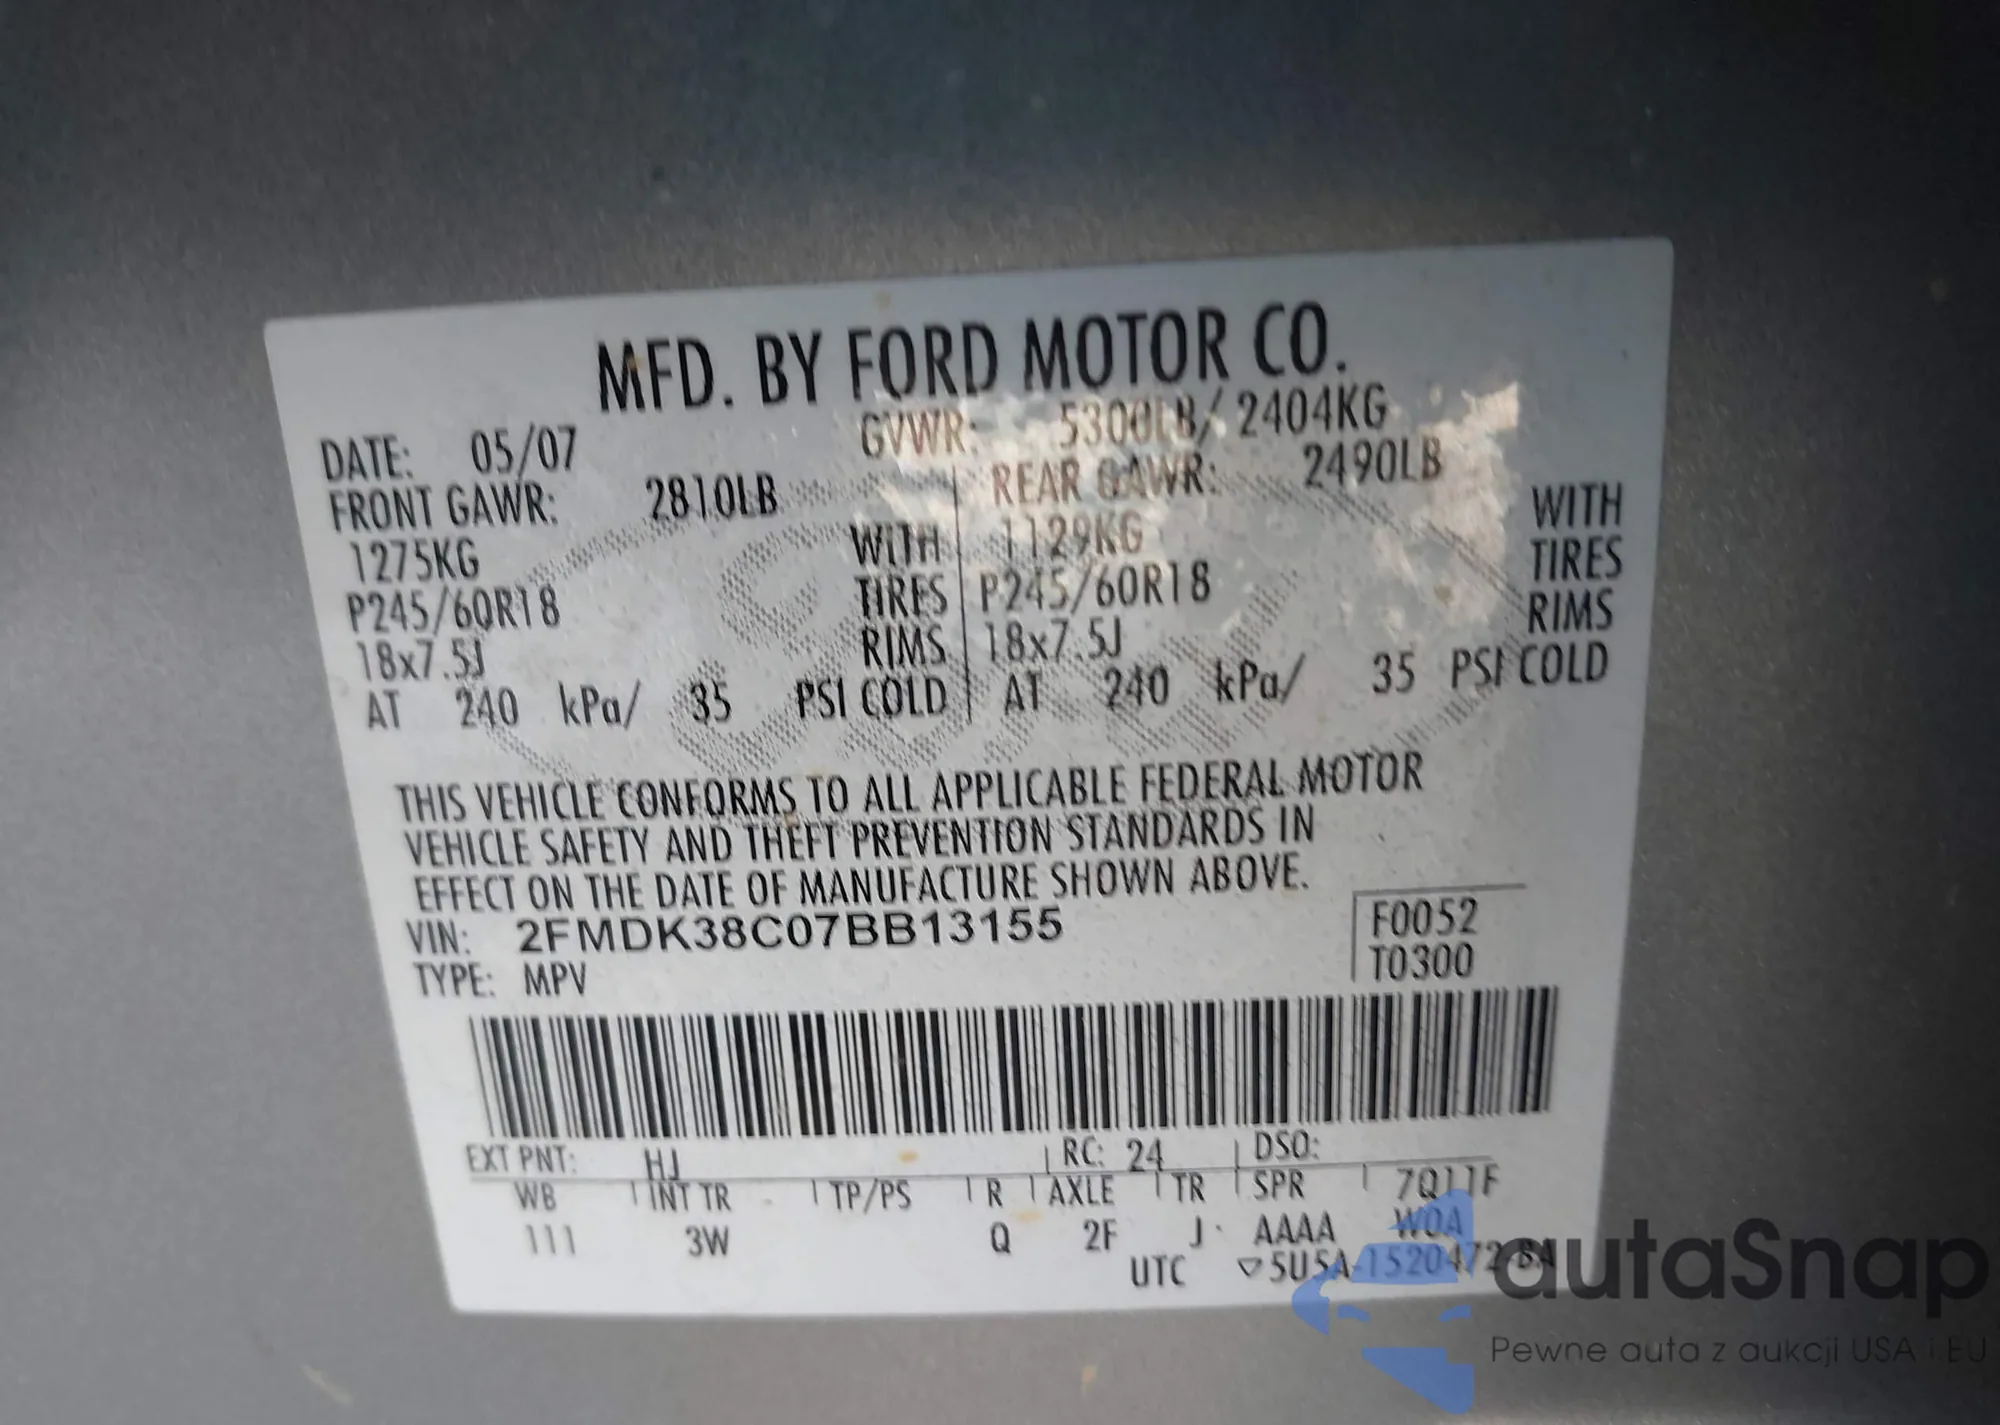 MFD. BY FORD MOTOR CO.
DATE: 05/07 GVWR: 5300LB/ 2404KG
FRONT GAWR: 2810LB REAR GAWR: 2490LB
1275KG WITH 1129KG WITH
P245/60R18 TIRES P245/60R18 TIRES
18x7.5J RIMS 18x7.5J RIMS
AT 240 kPa/ 35 PSI COLD AT 240 kPa/ 35 PSI COLD
THIS VEHICLE CONFORMS TO ALL APPLICABLE FEDERAL MOTOR
VEHICLE SAFETY AND THEFT PREVENTION STANDARDS IN
EFFECT ON THE DATE OF MANUFACTURE SHOWN ABOVE.
VIN: 2FMDK38C07BB13155 F0052
TYPE: MPV T0300
EXT PNT: HJ RC: 24 DSO:
WB INT TR TP/PS R AXLE TR SPR 7Q11F
111 3W Q 2F J AAAA W0A
UTC ▽5U5A-1520472-BA
autaSnap
Pewne auta z aukcji USA i EU